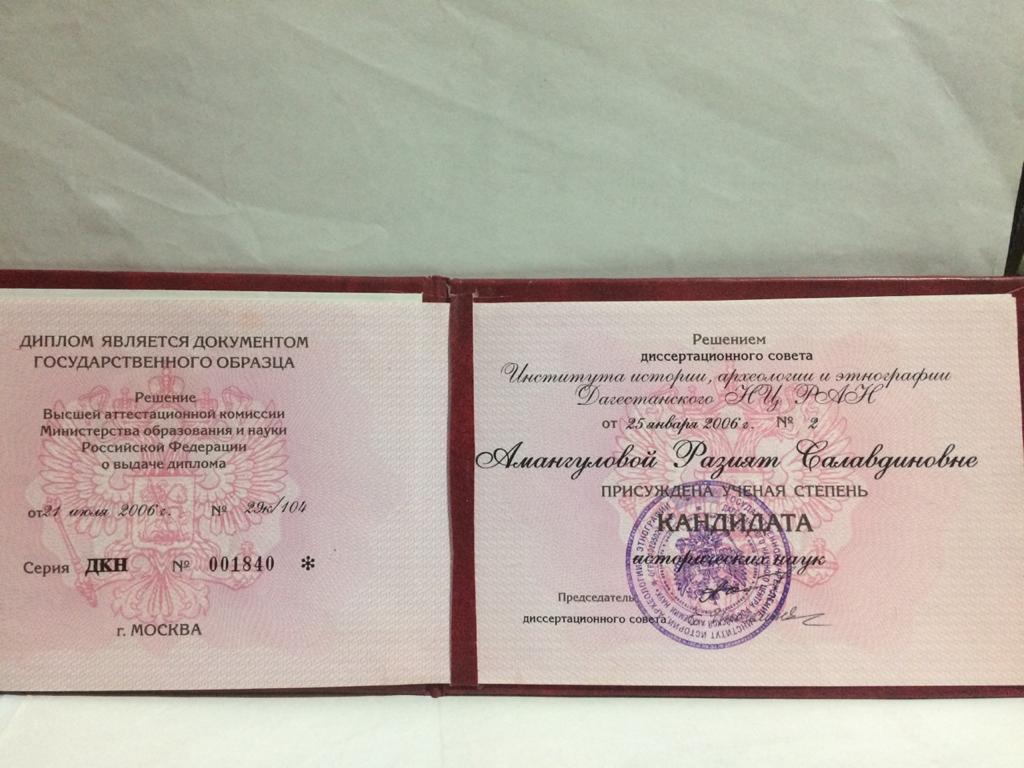 ДИПЛОМ ЯВЛЯЕТСЯ ДОКУМЕНТОМ
ГОСУДАРСТВЕННОГО ОБРАЗЦА
Решение
Высшей аттестационной комиссии
Министерства образования и науки
Российской Федерации
о выдаче диплома
от 21 июля 2006 г. № 29к/104
Серия ДКН № 001840 *
г. МОСКВА
Решением
диссертационного совета
Института истории, археологии и этнографии
Дагестанского НЦ РАН
от 25 января 2006 г. № 2
Амангуловой Разият Салавдиновне
ПРИСУЖДЕНА УЧЕНАЯ СТЕПЕНЬ
КАНДИДАТА
исторических наук
Председатель
диссертационного совета